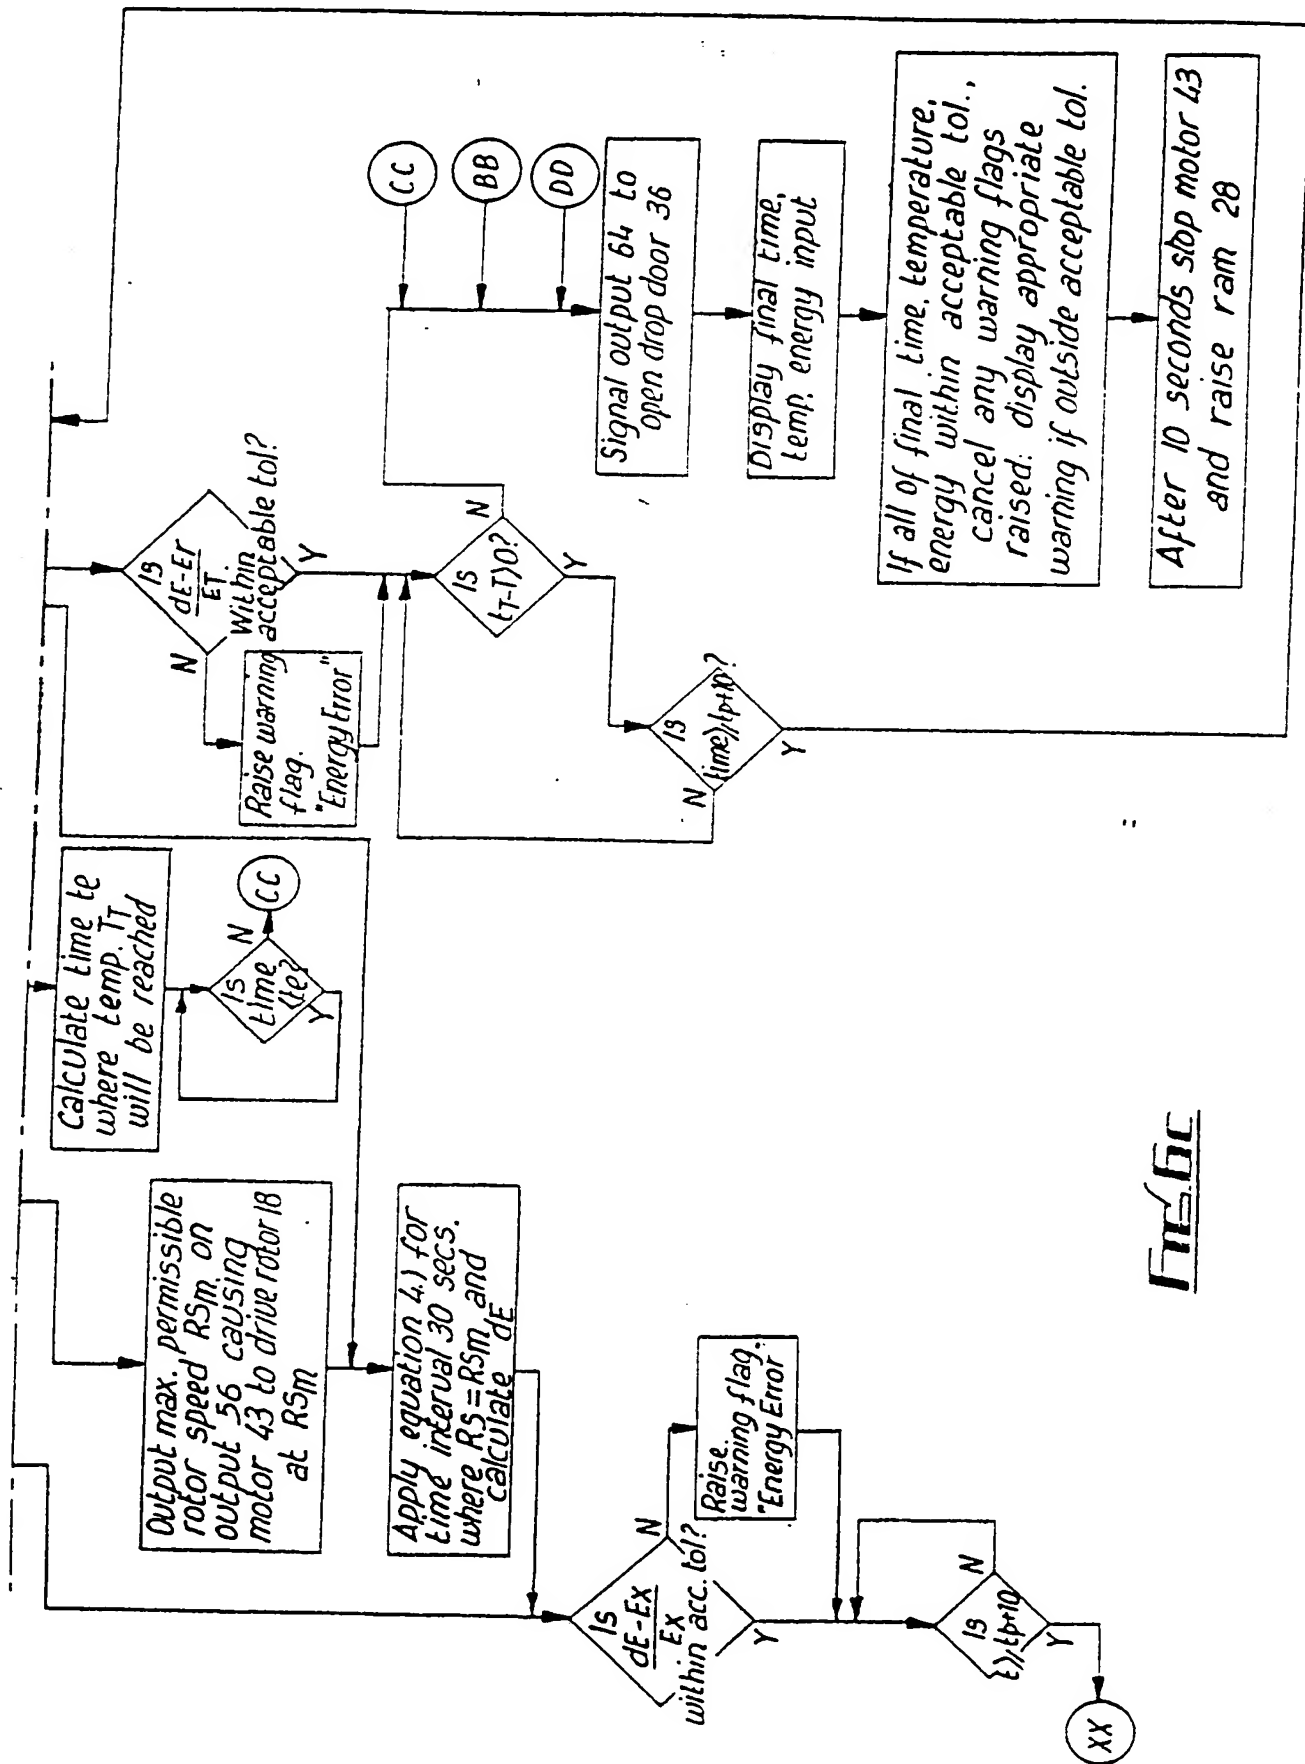 Output max. permissible
rotor speed RSm on
output 56 causing
motor 43 to drive rotor 18
at RSm
Apply equation 4.) for
time interval 30 secs.
where RS=RSm and
calculate dE
Is
dE-EX
EX
within acc. tol?
N
Y
Raise
warning flag.
"Energy Error
Is
t⟩,tp+10
N
Y
XX
Calculate time te
where temp. TT
will be reached
Is
time
⟨te?
N
Y
CC
Is
dE-Er
ET.
Within
acceptable tol?
N
Y
Raise warning
flag.
"Energy Error"
Is
tT-T⟩0?
N
Y
Is
time⟩,tp+10?
N
Y
CC
BB
DD
Signal output 64 to
open drop door 36
Display final time,
temp. energy input
If all of final time, temperature,
energy within acceptable tol.,
cancel any warning flags
raised: display appropriate
warning if outside acceptable tol.
After 10 seconds stop motor 43
and raise ram 28
FIG.6c